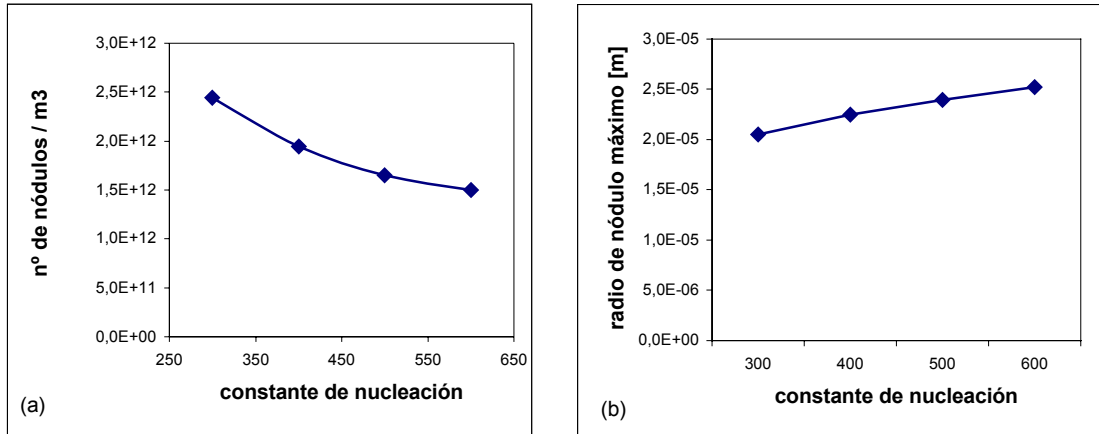 3,0E+12
2,5E+12
2,0E+12
1,5E+12
1,0E+12
5,0E+11
0,0E+00
nº de nódulos / m3
250 350 450 550 650
constante de nucleación
(a)
3,0E-05
2,5E-05
2,0E-05
1,5E-05
1,0E-05
5,0E-06
0,0E+00
radio de nódulo máximo [m]
300 400 500 600
constante de nucleación
(b)